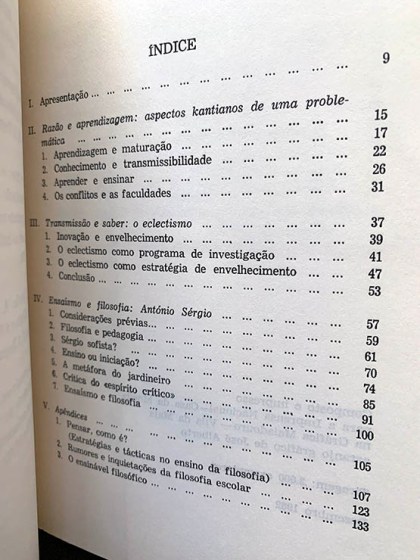 ÍNDICE
I. Apresentação ... ... ... ... ... ... ... ... ... ... ... 9
II. Razão e aprendizagem: aspectos kantianos de uma proble-
mática ... ... ... ... ... ... ... ... ... ... ... 15
1. Aprendizagem e maturação ... ... ... ... ... ... 17
2. Conhecimento e transmissibilidade ... ... ... ... 22
3. Aprender e ensinar ... ... ... ... ... ... ... 26
4. Os conflitos e as faculdades ... ... ... ... ... ... 31
III. Transmissão e saber: o eclectismo ... ... ... ... ... 37
1. Inovação e envelhecimento ... ... ... ... ... ... 39
2. O eclectismo como programa de investigação ... ... 41
3. O eclectismo como estratégia de envelhecimento ... ... 47
4. Conclusão ... ... ... ... ... ... ... ... ... 53
IV. Ensaísmo e filosofia: António Sérgio ... ... ... ... 57
1. Considerações prévias... ... ... ... ... ... ... 59
2. Filosofia e pedagogia ... ... ... ... ... ... ... 61
3. Sérgio sofista? ... ... ... ... ... ... ... ... 70
4. Ensino ou iniciação? ... ... ... ... ... ... ... 74
5. A metáfora do jardineiro ... ... ... ... ... ... 85
6. Crítica do «espírito crítico» ... ... ... ... ... 91
7. Ensaísmo e filosofia ... ... ... ... ... ... ... 100
V. Apêndices ... ... ... ... ... ... ... ... ... 105
1. Pensar, como é?
(Estratégias e tácticas no ensino da filosofia) ... 107
2. Rumores e inquietações da filosofia escolar ... ... 123
3. O ensinável filosófico ... ... ... ... ... ... 133